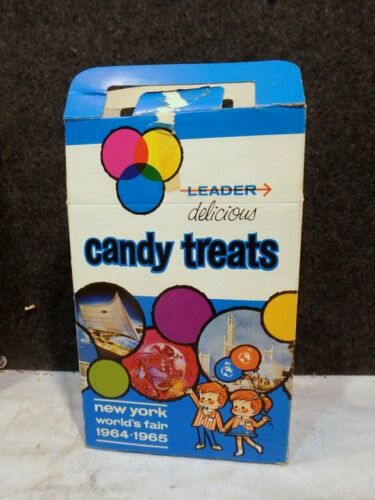 LEADER
delicious
candy treats
new york
world's fair
1964·1965